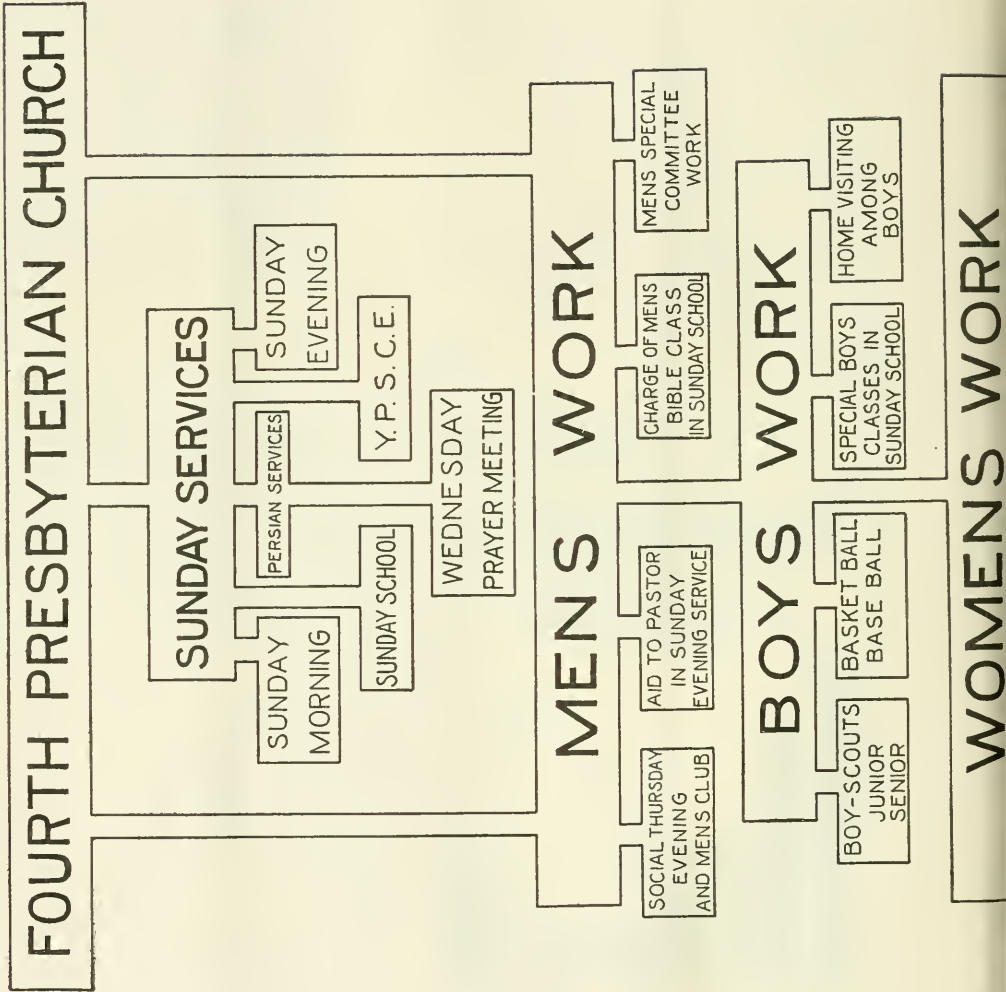 FOURTH PRESBYTERIAN CHURCH
SUNDAY SERVICES
SUNDAY
MORNING
SUNDAY SCHOOL
PERSIAN SERVICES
WEDNESDAY
PRAYER MEETING
Y.P.S.C.E.
SUNDAY
EVENING
MENS WORK
SOCIAL THURSDAY
EVENING
AND MENS CLUB
AID TO PASTOR
IN SUNDAY
EVENING SERVICE
CHARGE OF MENS
BIBLE CLASS
IN SUNDAY SCHOOL
MENS SPECIAL
COMMITTEE
WORK
BOYS WORK
BOY-SCOUTS
JUNIOR
SENIOR
BASKET BALL
BASE BALL
SPECIAL BOYS
CLASSES IN
SUNDAY SCHOOL
HOME VISITING
AMONG
BOYS
WOMENS WORK